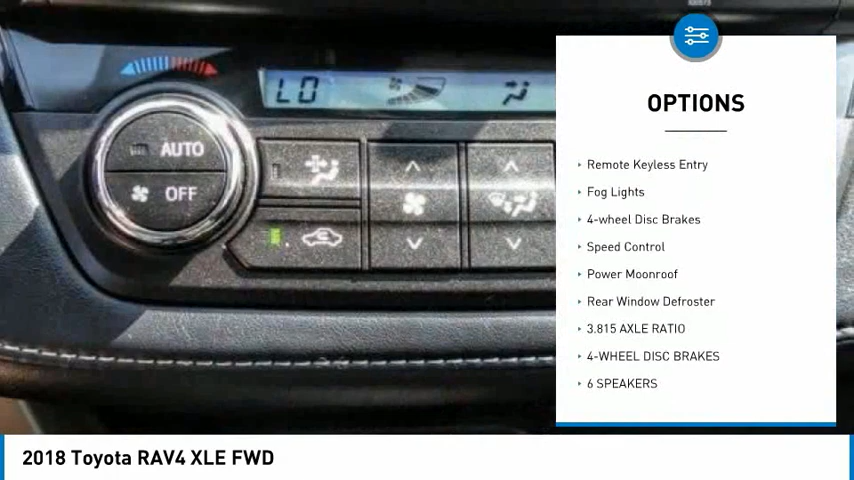 LO
AUTO
OFF
OPTIONS
Remote Keyless Entry
Fog Lights
4-wheel Disc Brakes
Speed Control
Power Moonroof
Rear Window Defroster
3.815 AXLE RATIO
4-WHEEL DISC BRAKES
6 SPEAKERS
2018 Toyota RAV4 XLE FWD